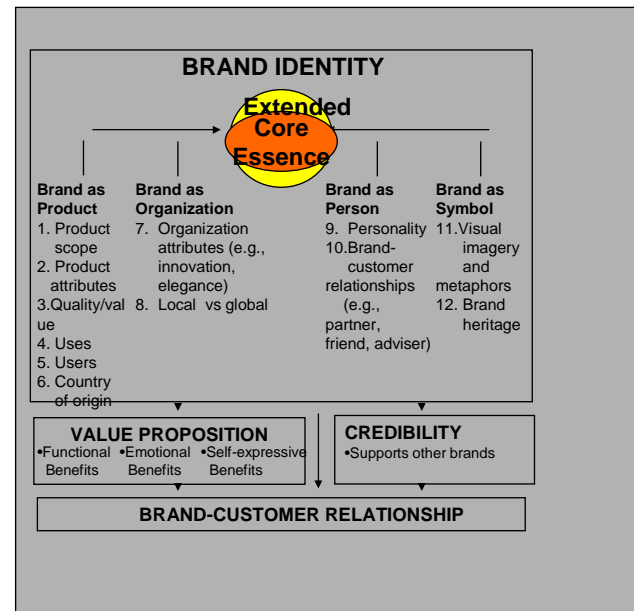 BRAND IDENTITY
Extended
Core
Essence
Brand as
Product
1. Product
scope
2. Product
attributes
3.Quality/val
ue
4. Uses
5. Users
6. Country
of origin
Brand as
Organization
7. Organization
attributes (e.g.,
innovation,
elegance)
8. Local vs global
Brand as
Person
9. Personality
10.Brand-
customer
relationships
(e.g.,
partner,
friend, adviser)
Brand as
Symbol
11.Visual
imagery
and
metaphors
12. Brand
heritage
VALUE PROPOSITION
•Functional •Emotional •Self-expressive
Benefits Benefits Benefits
CREDIBILITY
•Supports other brands
BRAND-CUSTOMER RELATIONSHIP